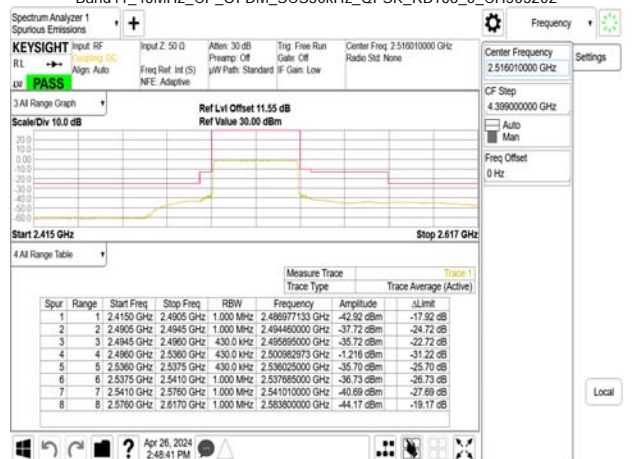 Spectrum Analyzer 1
Spurious Emissions
Frequency
KEYSIGHT
Input: RF
Coupling: DC
Align: Auto
Input Z: 50 Ω
Freq Ref: Int (S)
NFE: Adaptive
Atten: 30 dB
Preamp: Off
µW Path: Standard
Trig: Free Run
Gate: Off
IF Gain: Low
Center Freq: 2.516010000 GHz
Radio Std: None
RL
LM PASS
Center Frequency
2.516010000 GHz
Settings
CF Step
4.399000000 GHz
Auto
Man
Freq Offset
0 Hz
Local
3 All Range Graph
Scale/Div 10.0 dB
Ref Lvl Offset 11.55 dB
Ref Value 30.00 dBm
20.0
10.0
0.00
-10.0
-20.0
-30.0
-40.0
-50.0
-60.0
Start 2.415 GHz
Stop 2.617 GHz
4 All Range Table
Measure Trace Trace 1
Trace Type Trace Average (Active)
Spur Range Start Freq Stop Freq RBW Frequency Amplitude ΔLimit
1 1 2.4150 GHz 2.4905 GHz 1.000 MHz 2.486977133 GHz -42.92 dBm -17.92 dB
2 2 2.4905 GHz 2.4945 GHz 1.000 MHz 2.494460000 GHz -37.72 dBm -24.72 dB
3 3 2.4945 GHz 2.4960 GHz 430.0 kHz 2.495895000 GHz -35.72 dBm -22.72 dB
4 4 2.4960 GHz 2.5360 GHz 430.0 kHz 2.500982973 GHz -1.216 dBm -31.22 dB
5 5 2.5360 GHz 2.5375 GHz 430.0 kHz 2.536025000 GHz -35.70 dBm -25.70 dB
6 6 2.5375 GHz 2.5410 GHz 1.000 MHz 2.537685000 GHz -36.73 dBm -26.73 dB
7 7 2.5410 GHz 2.5760 GHz 1.000 MHz 2.541010000 GHz -40.69 dBm -27.69 dB
8 8 2.5760 GHz 2.6170 GHz 1.000 MHz 2.583800000 GHz -44.17 dBm -19.17 dB
Apr 26, 2024
2:48:41 PM